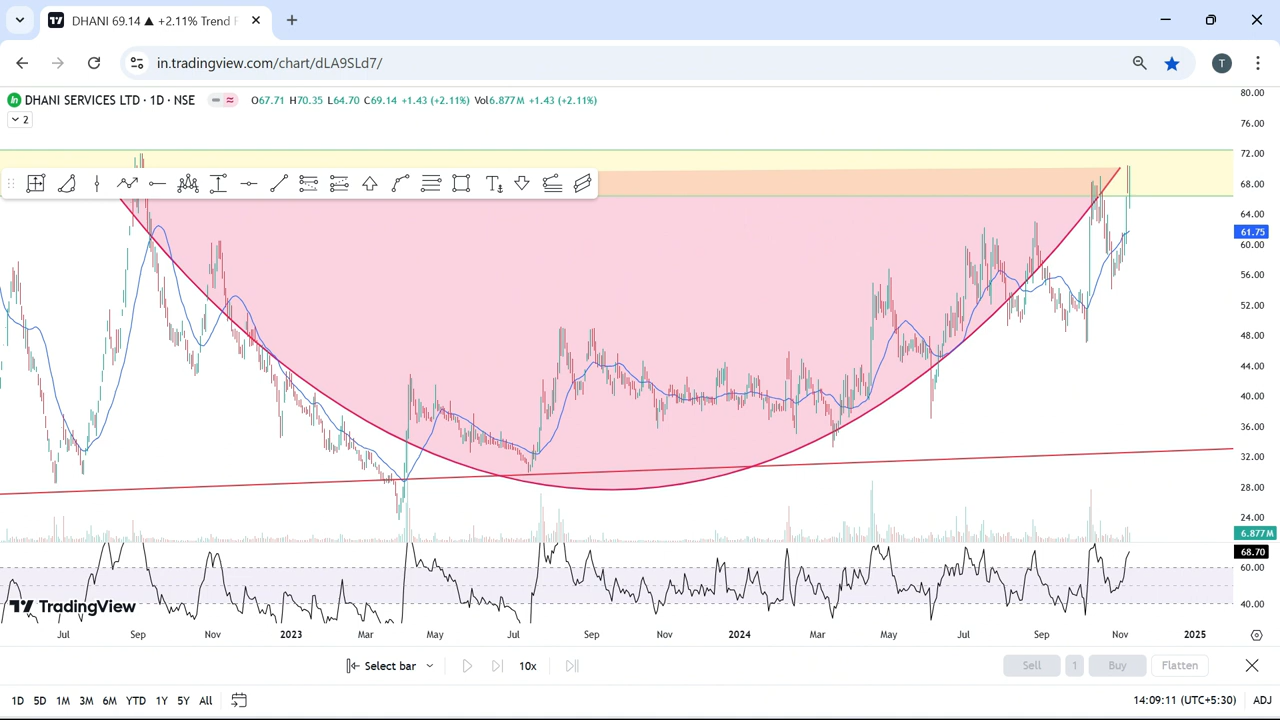 DHANI 69.14 ▲ +2.11% Trend
in.tradingview.com/chart/dLA9SLd7/
T
DHANI SERVICES LTD · 1D · NSE O67.71 H70.35 L64.70 C69.14 +1.43 (+2.11%) Vol6.877 M +1.43 (+2.11%)
2
80.00
76.00
72.00
68.00
64.00
61.75
60.00
56.00
52.00
48.00
44.00
40.00
36.00
32.00
28.00
24.00
6.877 M
68.70
60.00
40.00
TradingView
Jul Sep Nov 2023 Mar May Jul Sep Nov 2024 Mar May Jul Sep Nov 2025
Select bar 10x Sell 1 Buy Flatten
1D 5D 1M 3M 6M YTD 1Y 5Y All 14:09:11 (UTC+5:30) ADJ